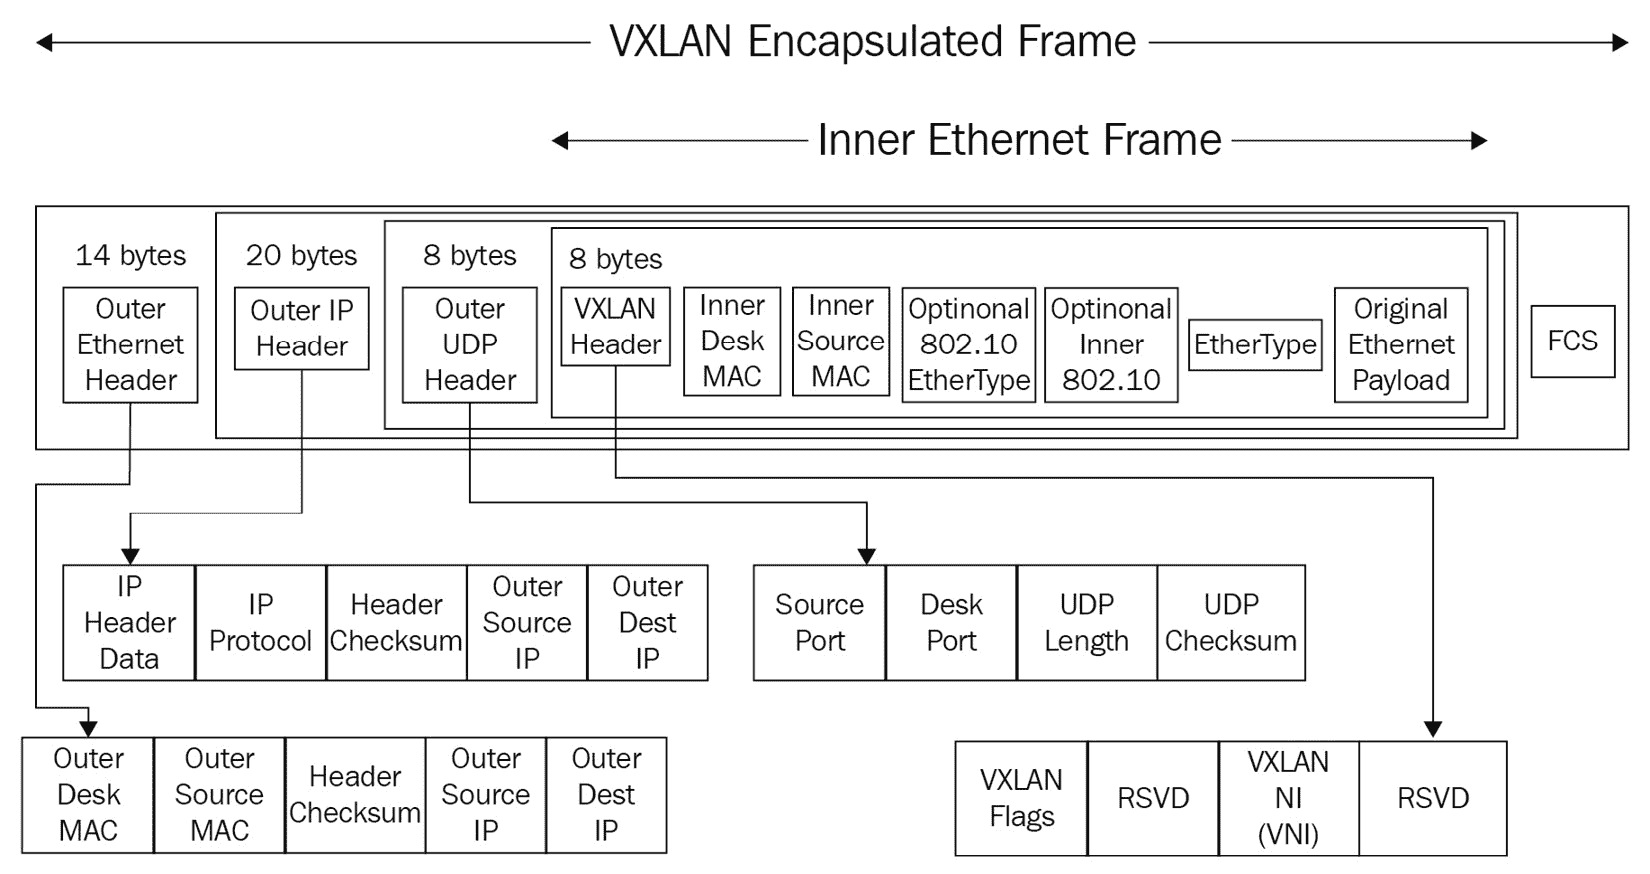 VXLAN Encapsulated Frame
Inner Ethernet Frame
14 bytes
Outer
Ethernet
Header
20 bytes
Outer IP
Header
8 bytes
Outer
UDP
Header
8 bytes
VXLAN
Header
Inner
Desk
MAC
Inner
Source
MAC
Optinonal
802.10
EtherType
Optinonal
Inner
802.10
EtherType
Original
Ethernet
Payload
FCS
IP
Header
Data
IP
Protocol
Header
Checksum
Outer
Source
IP
Outer
Dest
IP
Source
Port
Desk
Port
UDP
Length
UDP
Checksum
Outer
Desk
MAC
Outer
Source
MAC
Header
Checksum
Outer
Source
IP
Outer
Dest
IP
VXLAN
Flags
RSVD
VXLAN
NI
(VNI)
RSVD